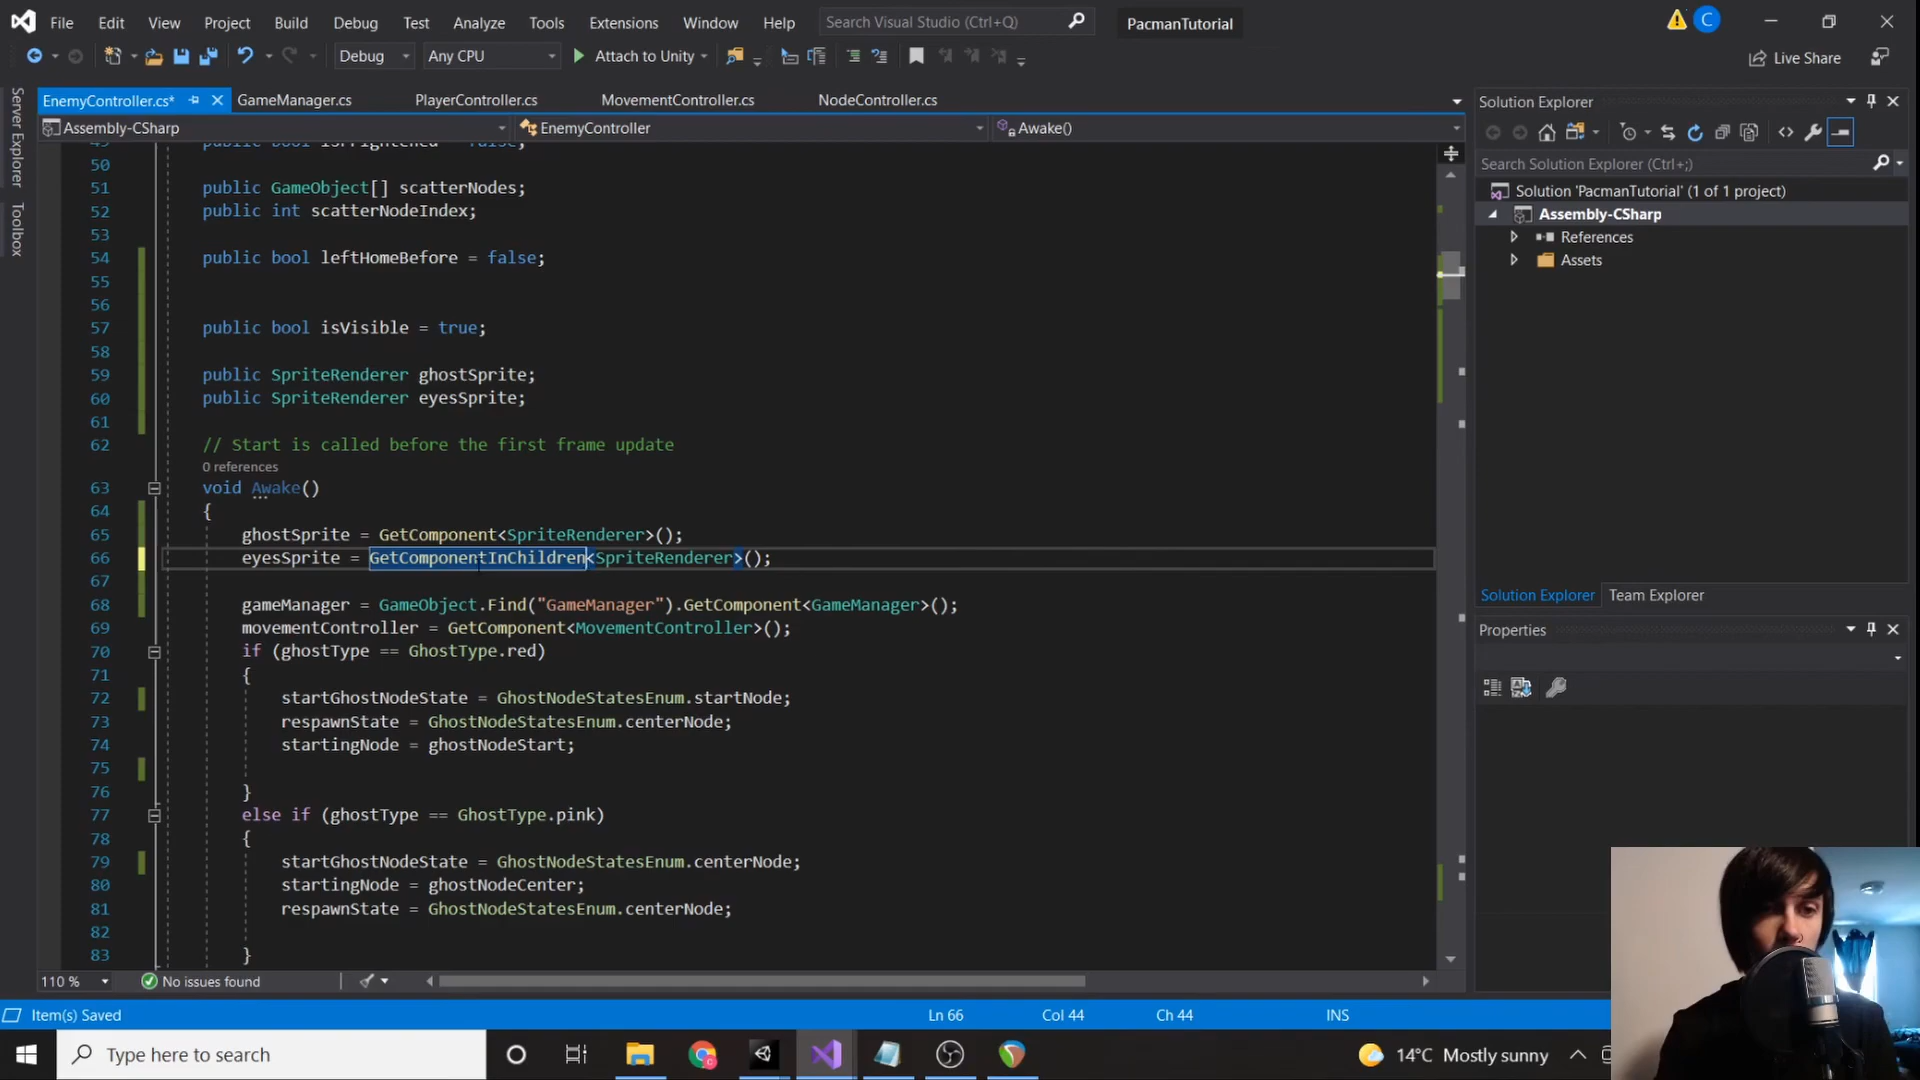 File Edit View Project Build Debug Test Analyze Tools Extensions Window Help Search Visual Studio (Ctrl+Q) PacmanTutorial C
Debug Any CPU Attach to Unity Live Share
Server Explorer
Toolbox
EnemyController.cs* GameManager.cs PlayerController.cs MovementController.cs NodeController.cs
Assembly-CSharp EnemyController Awake()
50
51 public GameObject[] scatterNodes;
52 public int scatterNodeIndex;
53
54 public bool leftHomeBefore = false;
55
56
57 public bool isVisible = true;
58
59 public SpriteRenderer ghostSprite;
60 public SpriteRenderer eyesSprite;
61
62 // Start is called before the first frame update
0 references
63 void Awake()
64 {
65 ghostSprite = GetComponent<SpriteRenderer>();
66 eyesSprite = GetComponentInChildren<SpriteRenderer>();
67
68 gameManager = GameObject.Find("GameManager").GetComponent<GameManager>();
69 movementController = GetComponent<MovementController>();
70 if (ghostType == GhostType.red)
71 {
72 startGhostNodeState = GhostNodeStatesEnum.startNode;
73 respawnState = GhostNodeStatesEnum.centerNode;
74 startingNode = ghostNodeStart;
75
76 }
77 else if (ghostType == GhostType.pink)
78 {
79 startGhostNodeState = GhostNodeStatesEnum.centerNode;
80 startingNode = ghostNodeCenter;
81 respawnState = GhostNodeStatesEnum.centerNode;
82
83 }
110 % No issues found
Solution Explorer
Search Solution Explorer (Ctrl+;)
Solution 'PacmanTutorial' (1 of 1 project)
Assembly-CSharp
References
Assets
Solution Explorer Team Explorer
Properties
Item(s) Saved Ln 66 Col 44 Ch 44 INS
Type here to search 14°C Mostly sunny